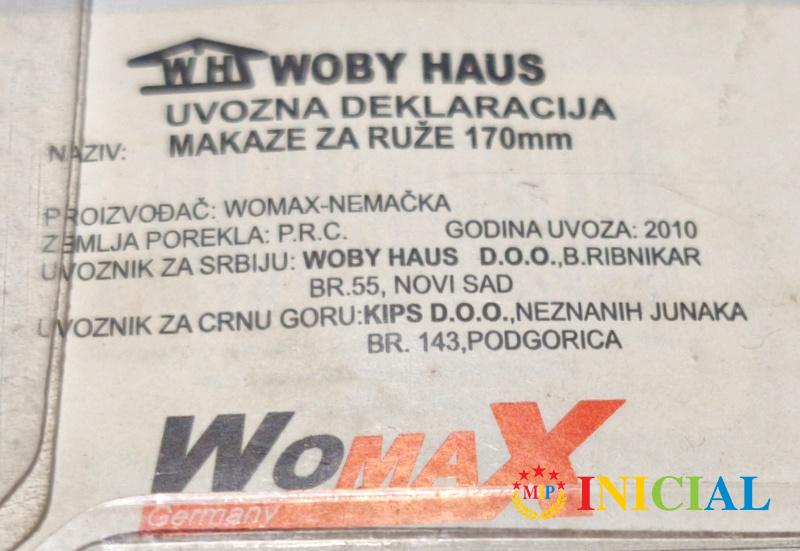 WH WOBY HAUS
UVOZNA DEKLARACIJA
NAZIV: MAKAZE ZA RUŽE 170mm
PROIZVOĐAČ: WOMAX-NEMAČKA
ZEMLJA POREKLA: P.R.C. GODINA UVOZA: 2010
UVOZNIK ZA SRBIJU: WOBY HAUS D.O.O.,B.RIBNIKAR
BR.55, NOVI SAD
UVOZNIK ZA CRNU GORU:KIPS D.O.O.,NEZNANIH JUNAKA
BR. 143,PODGORICA
WOMAX
Germany
MP INICIAL